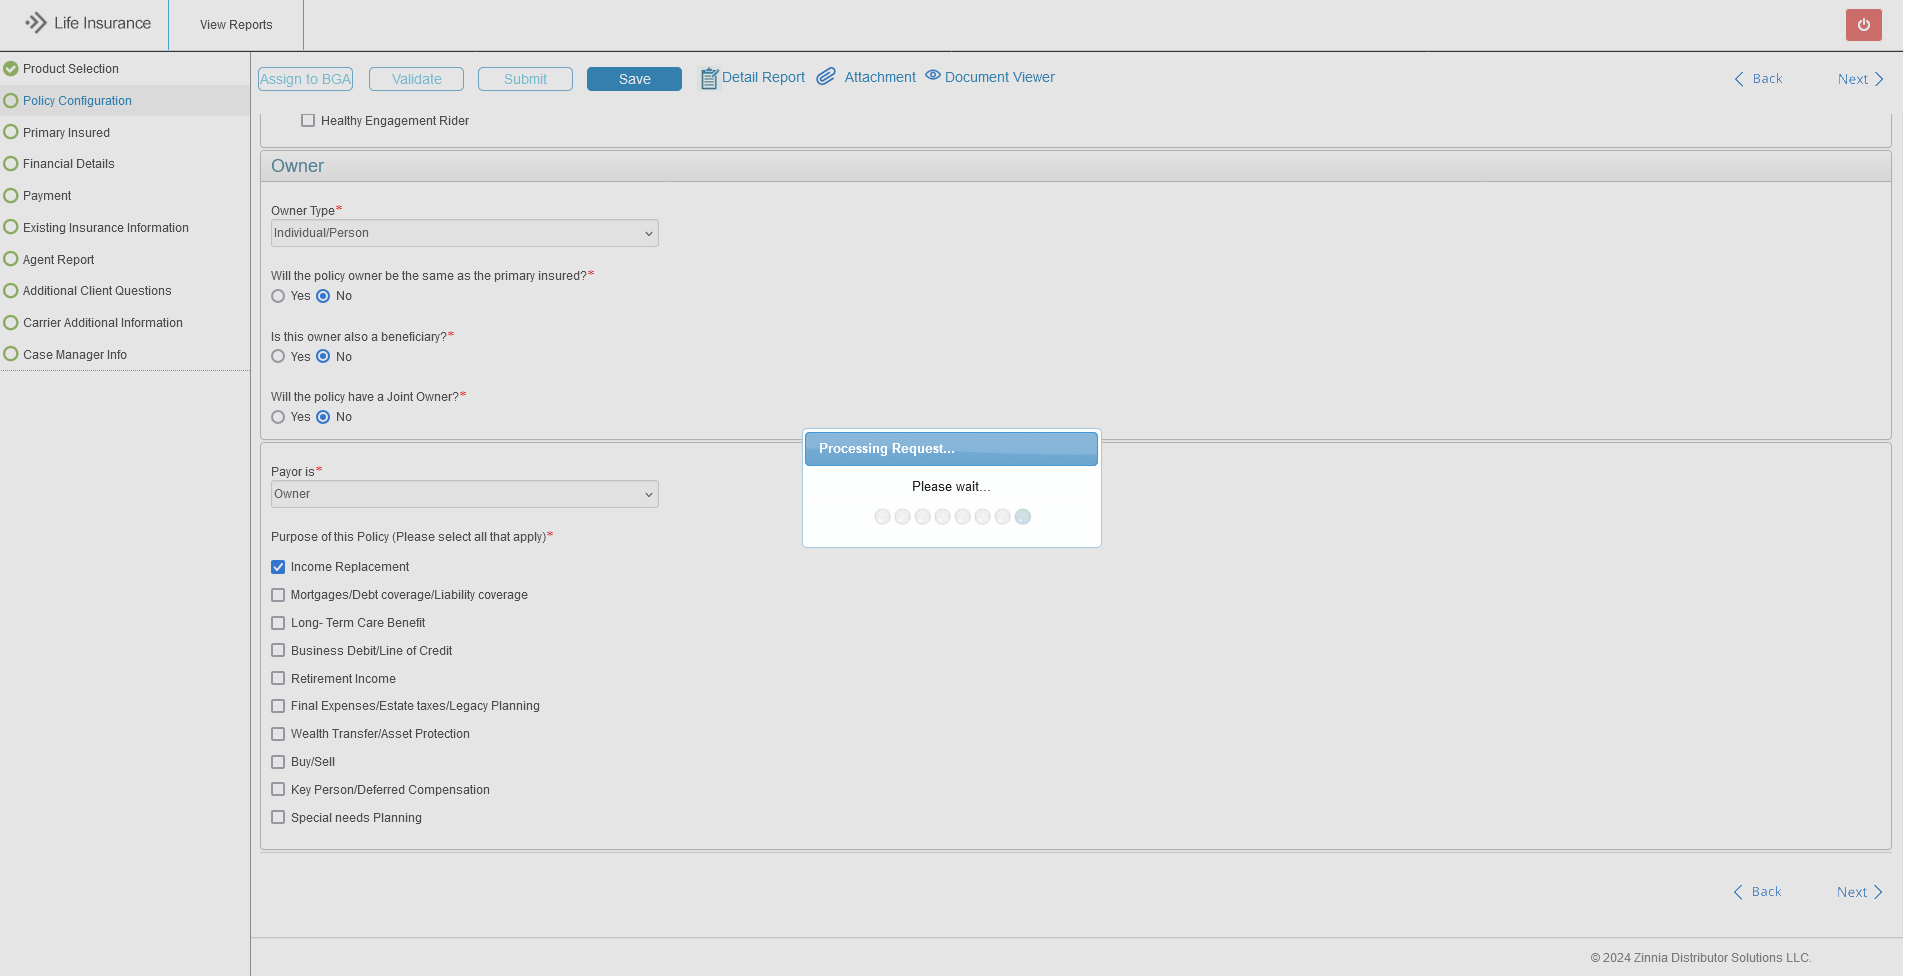 Life Insurance
View Reports
Product Selection
Policy Configuration
Primary Insured
Financial Details
Payment
Existing Insurance Information
Agent Report
Additional Client Questions
Carrier Additional Information
Case Manager Info
Assign to BGA Validate Submit Save Detail Report Attachment Document Viewer Back Next
Healthy Engagement Rider
Owner
Owner Type*
Individual/Person
Will the policy owner be the same as the primary insured?*
Yes No
Is this owner also a beneficiary?*
Yes No
Will the policy have a Joint Owner?*
Yes No
Payor is*
Owner
Purpose of this Policy (Please select all that apply)*
Income Replacement
Mortgages/Debt coverage/Liability coverage
Long- Term Care Benefit
Business Debit/Line of Credit
Retirement Income
Final Expenses/Estate taxes/Legacy Planning
Wealth Transfer/Asset Protection
Buy/Sell
Key Person/Deferred Compensation
Special needs Planning
Processing Request...
Please wait...
Back Next
© 2024 Zinnia Distributor Solutions LLC.